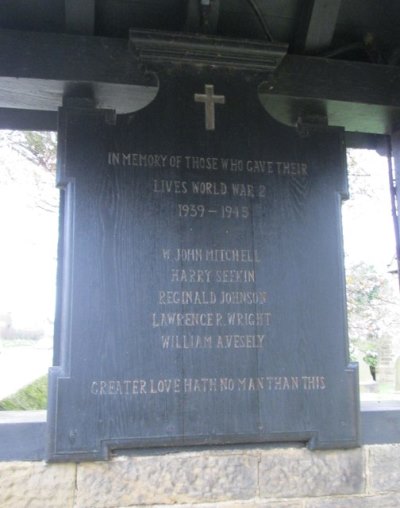 IN MEMORY OF THOSE WHO GAVE THEIR
LIVES WORLD WAR 2
1939 - 1945
W JOHN MITCHELL
HARRY SEEKIN
REGINALD JOHNSON
LAWRENCE R. WRIGHT
WILLIAM A. VESELY
GREATER LOVE HATH NO MAN THAN THIS